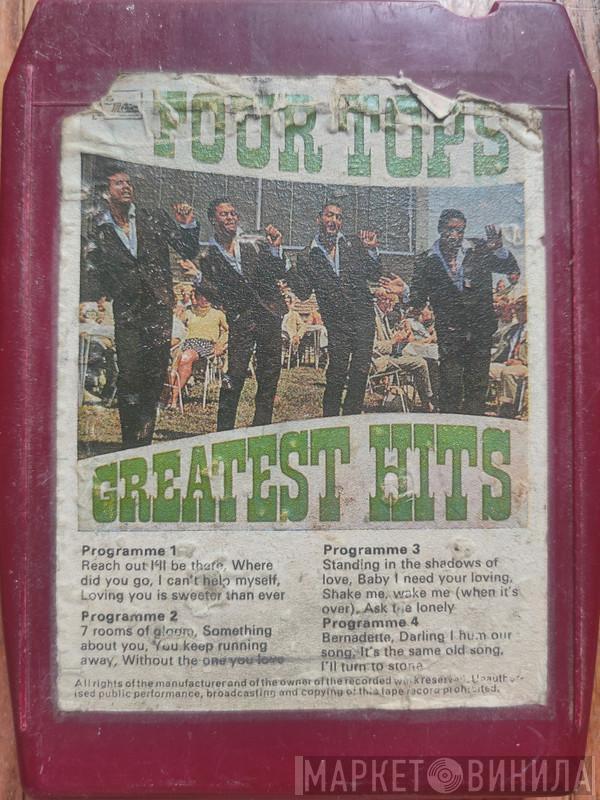 FOUR TOPS
GREATEST HITS
Programme 1
Reach out I'll be there, Where
did you go, I can't help myself,
Loving you is sweeter than ever
Programme 2
7 rooms of gloom, Something
about you, You keep running
away, Without the one you love
Programme 3
Standing in the shadows of
love, Baby I need your loving,
Shake me, wake me (when it's
over), Ask the lonely
Programme 4
Bernadette, Darling I hum our
song, It's the same old song,
I'll turn to stone
All rights of the manufacturer and of the owner of the recorded work reserved. Unauthor-
ised public performance, broadcasting and copying of this tape record prohibited.
МАРКЕТ ВИНИЛА